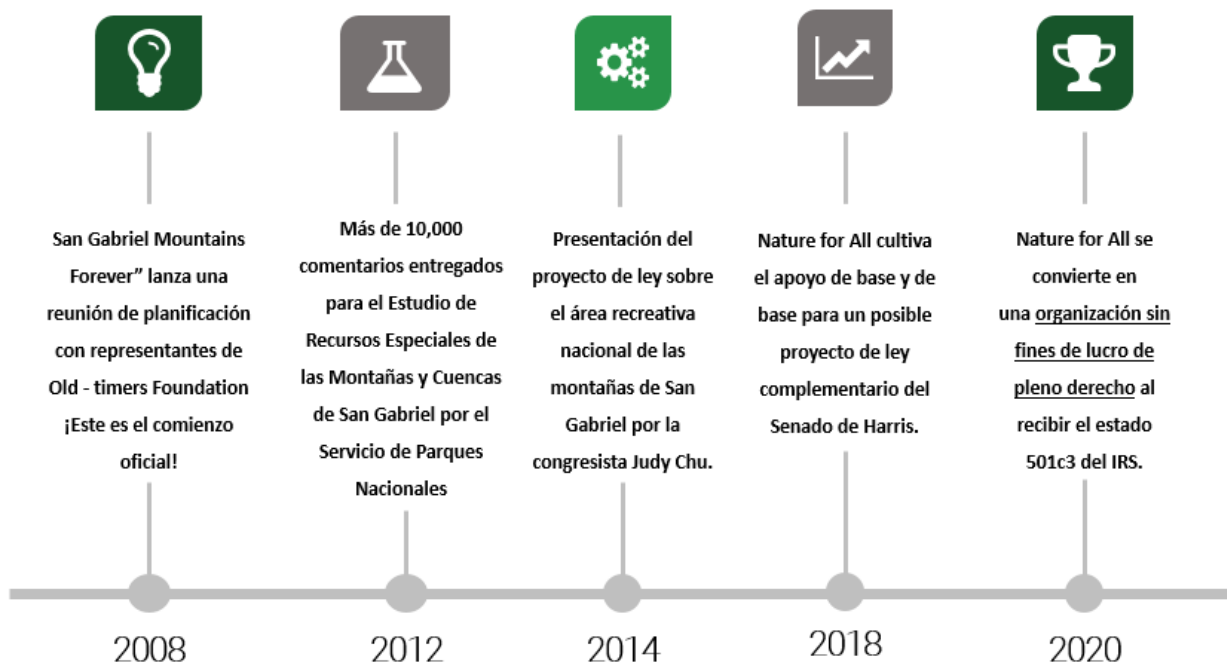 San Gabriel Mountains
Forever” lanza una
reunión de planificación
con representantes de
Old - timers Foundation
¡Este es el comienzo
oficial!
Más de 10,000
comentarios entregados
para el Estudio de
Recursos Especiales de
las Montañas y Cuencas
de San Gabriel por el
Servicio de Parques
Nacionales
Presentación del
proyecto de ley sobre
el área recreativa
nacional de las
montañas de San
Gabriel por la
congresista Judy Chu.
Nature for All cultiva
el apoyo de base y de
base para un posible
proyecto de ley
complementario del
Senado de Harris.
Nature for All se
convierte en
una organización sin
fines de lucro de
pleno derecho al
recibir el estado
501c3 del IRS.
2008
2012
2014
2018
2020